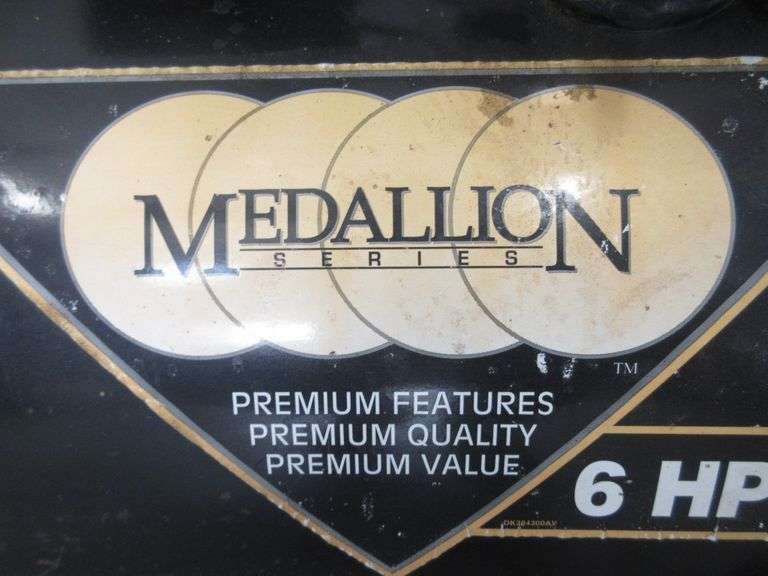 MEDALLION
SERIES
TM
PREMIUM FEATURES
PREMIUM QUALITY
PREMIUM VALUE
6 HP